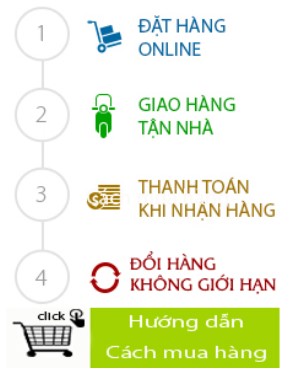 1
ĐẶT HÀNG
ONLINE
2
GIAO HÀNG
TẬN NHÀ
3
THANH TOÁN
KHI NHẬN HÀNG
4
ĐỔI HÀNG
KHÔNG GIỚI HẠN
click
Hướng dẫn
Cách mua hàng